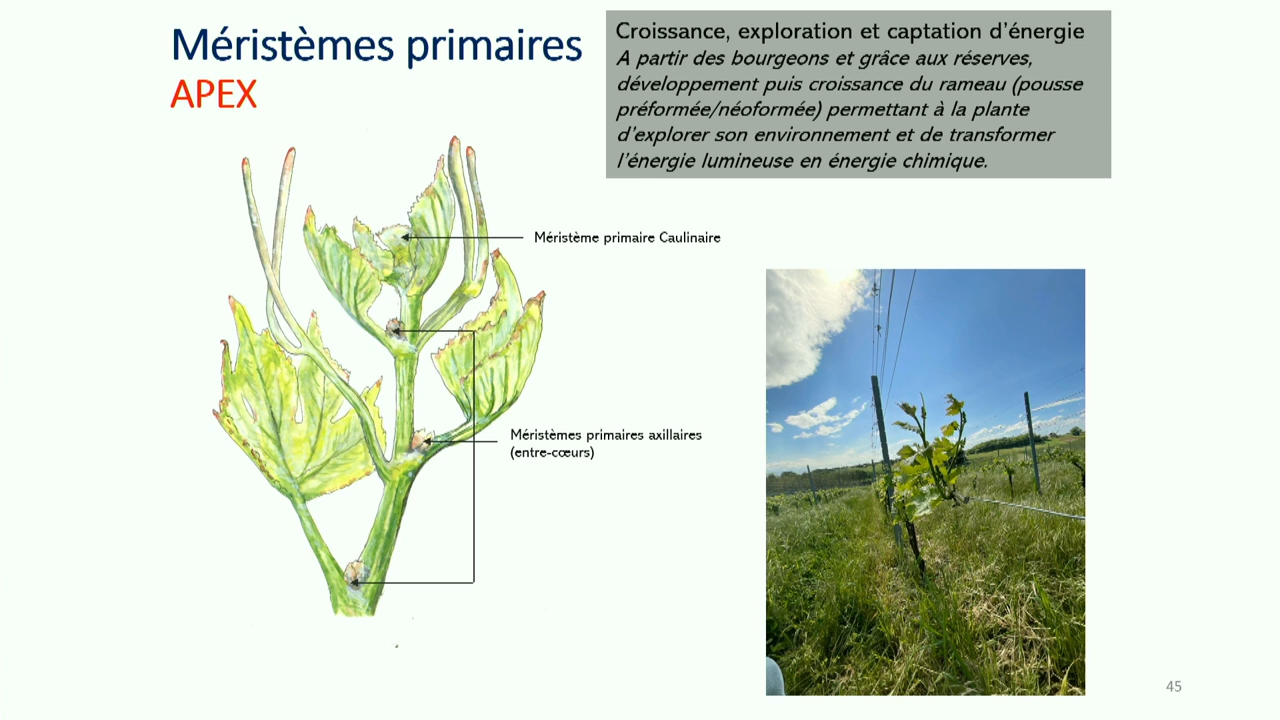 Méristèmes primaires
APEX
Croissance, exploration et captation d'énergie
A partir des bourgeons et grâce aux réserves,
développement puis croissance du rameau (pousse
préformée/néoformée) permettant à la plante
d'explorer son environnement et de transformer
l'énergie lumineuse en énergie chimique.
Méristème primaire Caulinaire
Méristèmes primaires axillaires
(entre-cœurs)
45